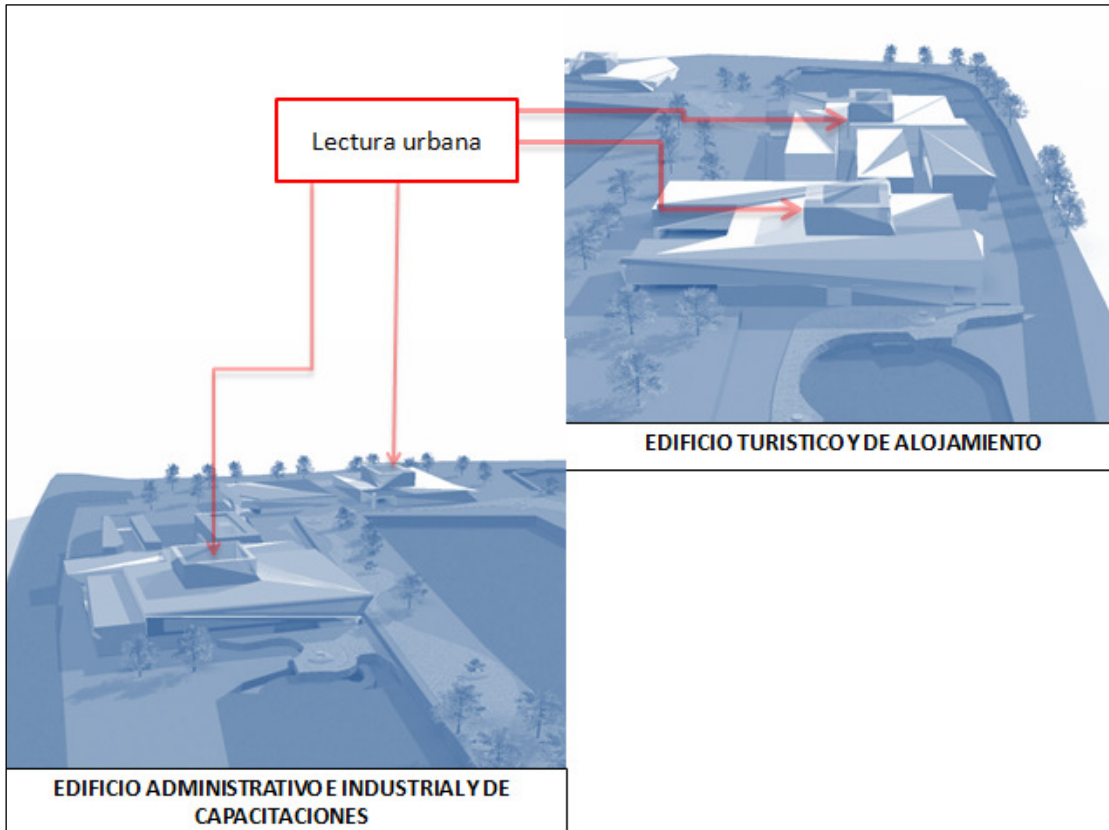 Lectura urbana
EDIFICIO TURISTICO Y DE ALOJAMIENTO
EDIFICIO ADMINISTRATIVO E INDUSTRIAL Y DE
CAPACITACIONES